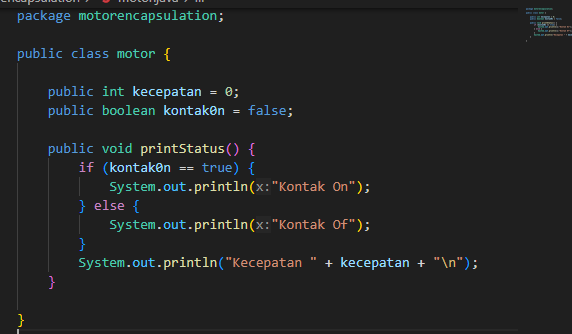 package motorencapsulation;
public class motor {
public int kecepatan = 0;
public boolean kontak0n = false;
public void printStatus() {
if (kontak0n == true) {
System.out.println(x:"Kontak On");
} else {
System.out.println(x:"Kontak Of");
}
System.out.println("Kecepatan " + kecepatan + "\n");
}
}